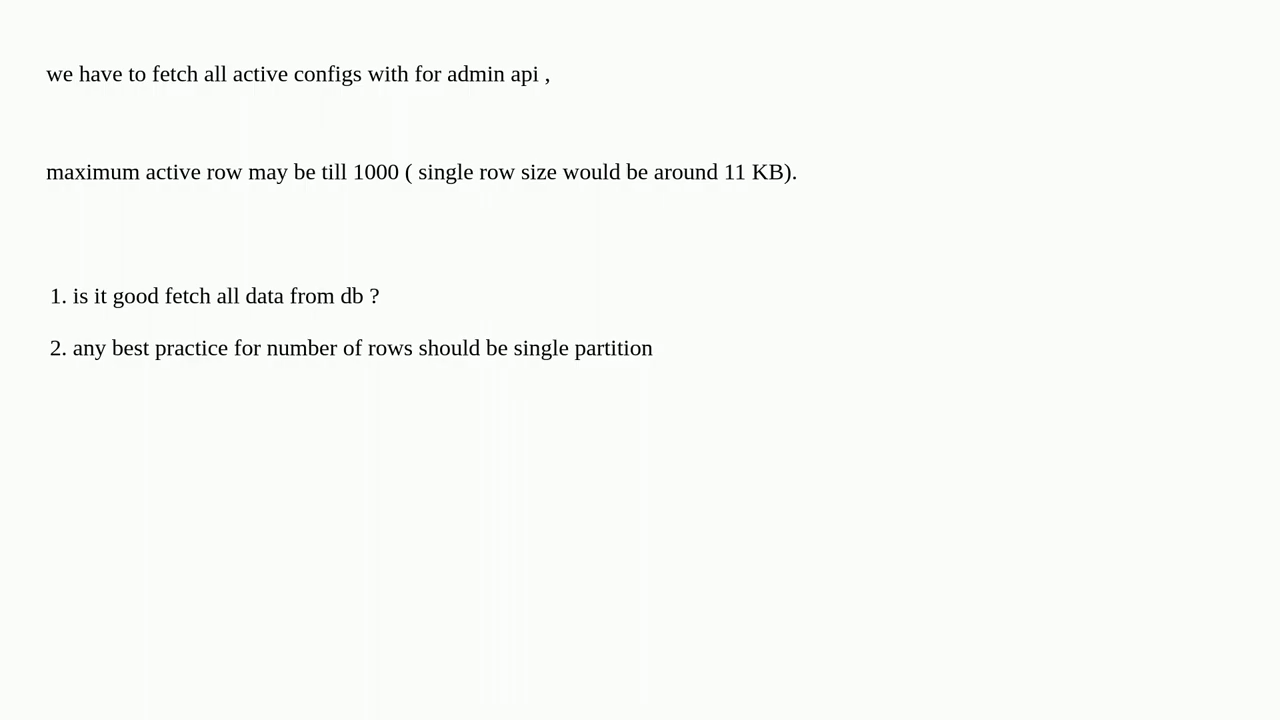 we have to fetch all active configs with for admin api ,
maximum active row may be till 1000 ( single row size would be around 11 KB).
1. is it good fetch all data from db ?
2. any best practice for number of rows should be single partition